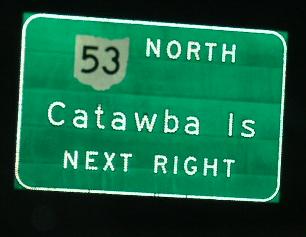 53 NORTH
Catawba Is
NEXT RIGHT